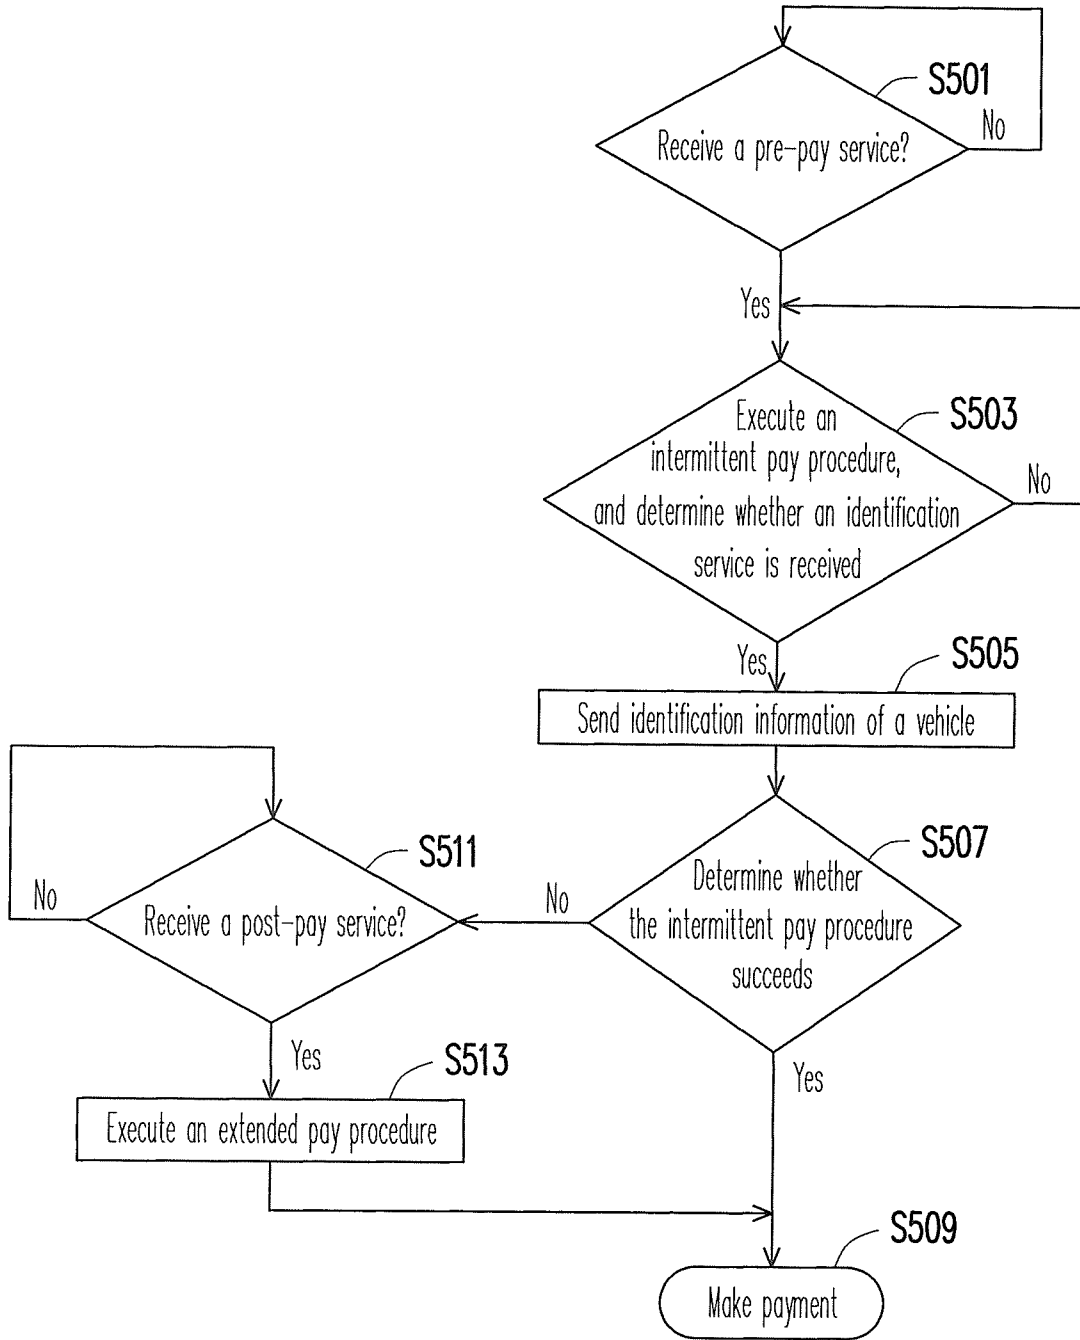 S501
Receive a pre-pay service?
No
Yes
S503
Execute an
intermittent pay procedure,
and determine whether an identification
service is received
No
Yes
S505
Send identification information of a vehicle
S507
Determine whether
the intermittent pay procedure
succeeds
No
Yes
S511
Receive a post-pay service?
No
Yes
S513
Execute an extended pay procedure
S509
Make payment